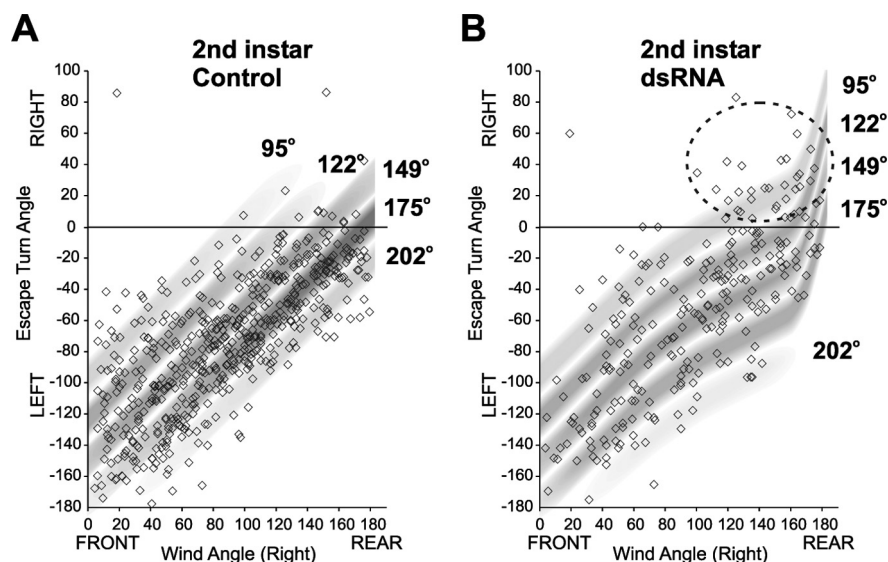 A
2nd instar
Control
RIGHT
LEFT
Escape Turn Angle
100
80
60
40
20
0
-20
-40
-60
-80
-100
-120
-140
-160
-180
95°
122°
149°
175°
202°
0 20 40 60 80 100 120 140 160 180
FRONT
Wind Angle (Right)
REAR
B
2nd instar
dsRNA
RIGHT
LEFT
Escape Turn Angle
100
80
60
40
20
0
-20
-40
-60
-80
-100
-120
-140
-160
-180
95°
122°
149°
175°
202°
0 20 40 60 80 100 120 140 160 180
FRONT
Wind Angle (Right)
REAR